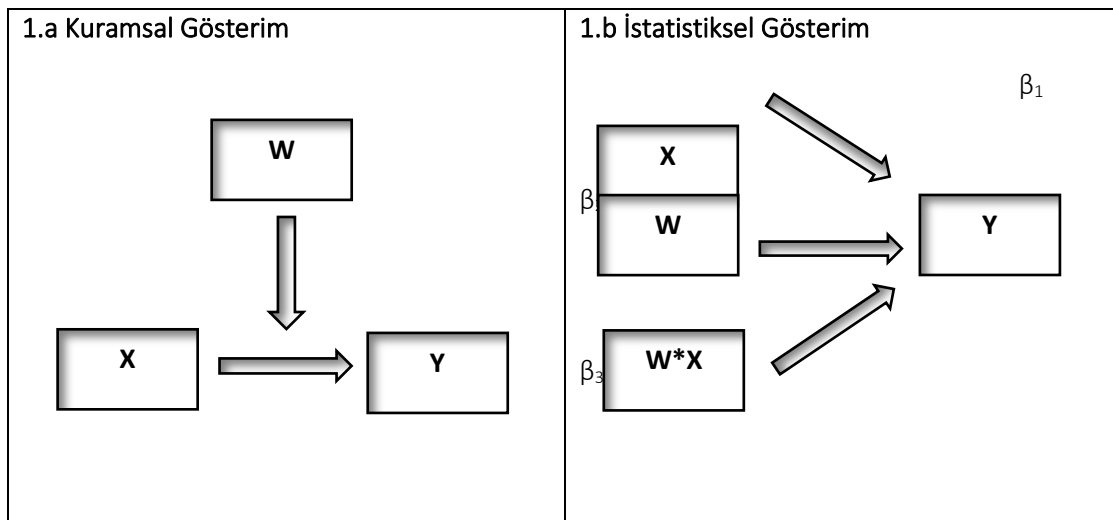 1.a Kuramsal Gösterim
W
X
Y
1.b İstatistiksel Gösterim
β₁
X
W
Y
W*X
β₃